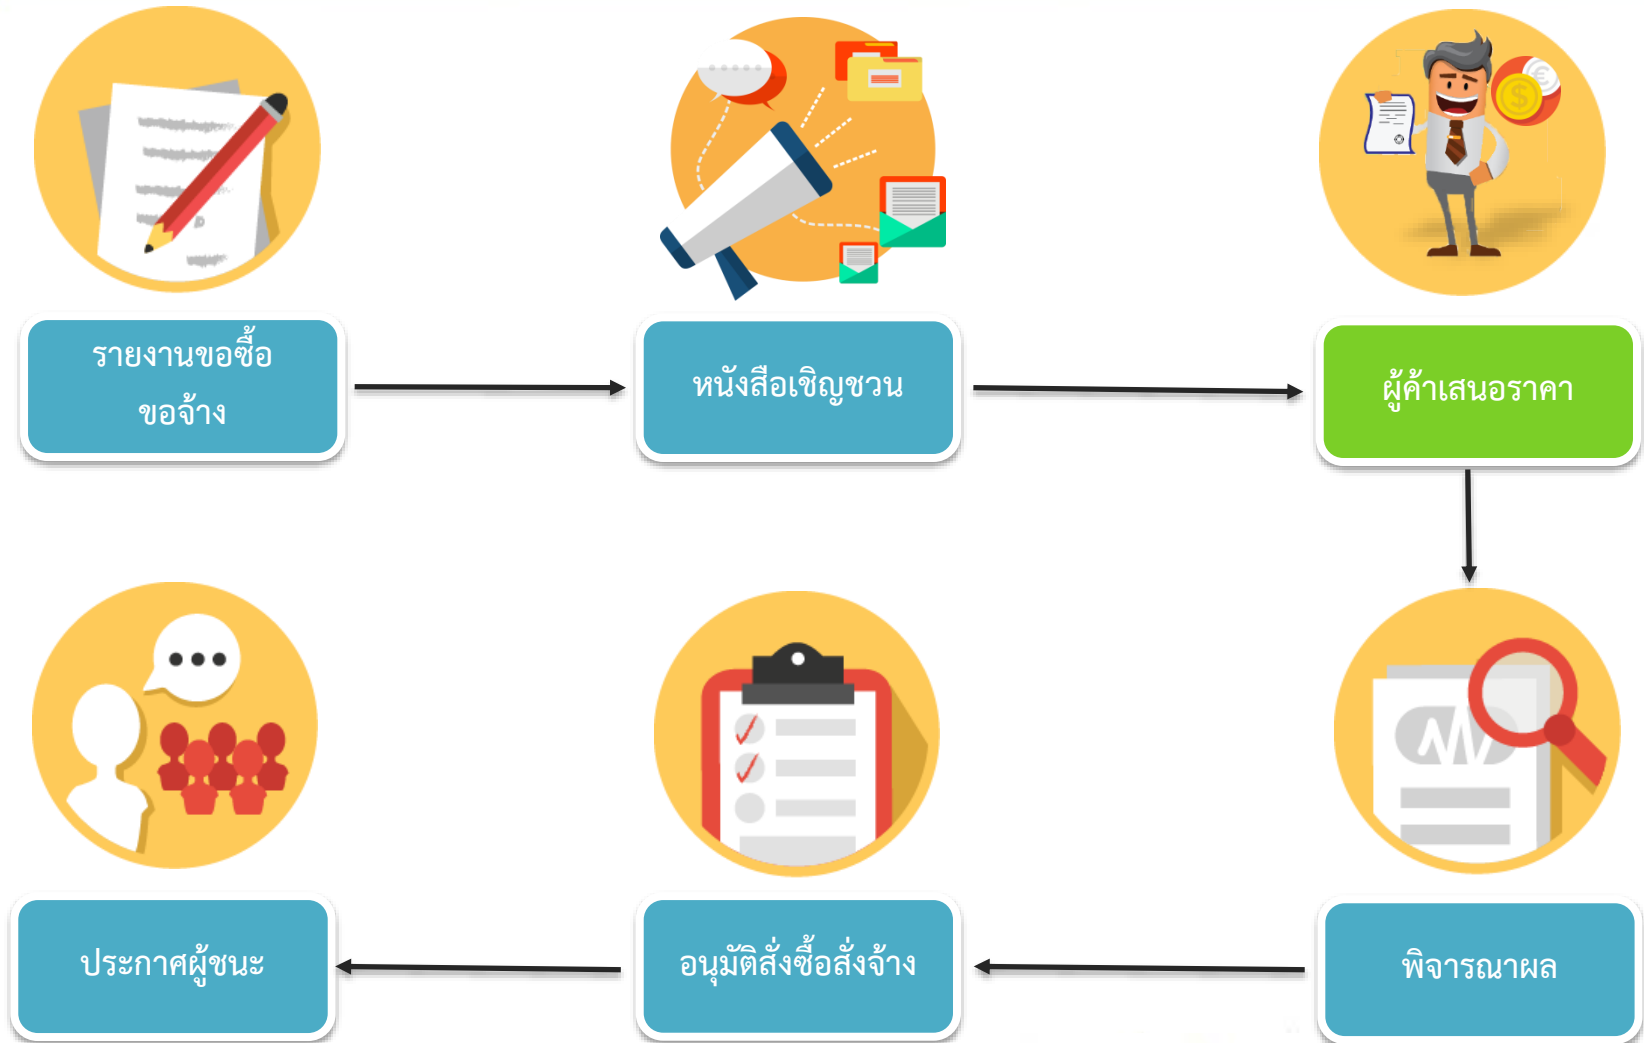 รายงานขอซื้อ
ขอจ้าง
หนังสือเชิญชวน
ผู้ค้าเสนอราคา
ประกาศผู้ชนะ
อนุมัติสั่งซื้อสั่งจ้าง
พิจารณาผล